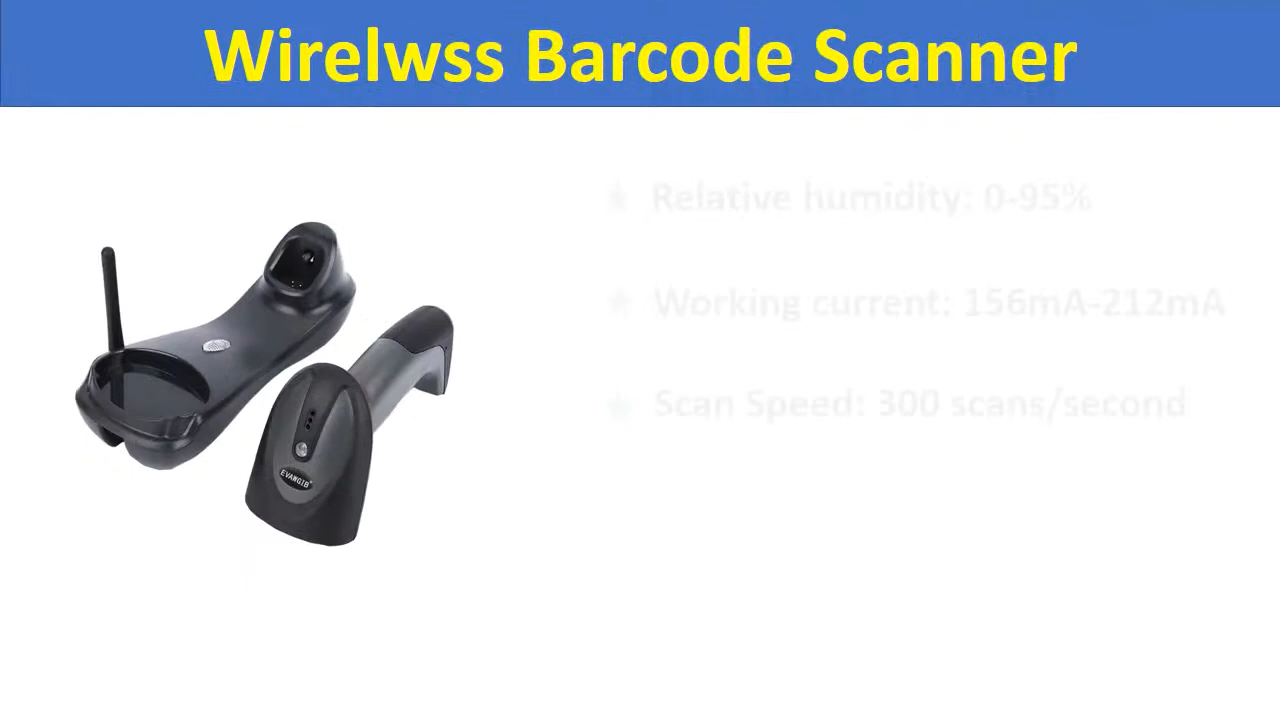 Wirelwss Barcode Scanner
Relative humidity: 0-95%
Working current: 156mA-212mA
Scan Speed: 300 scans/second
EVAWGIB